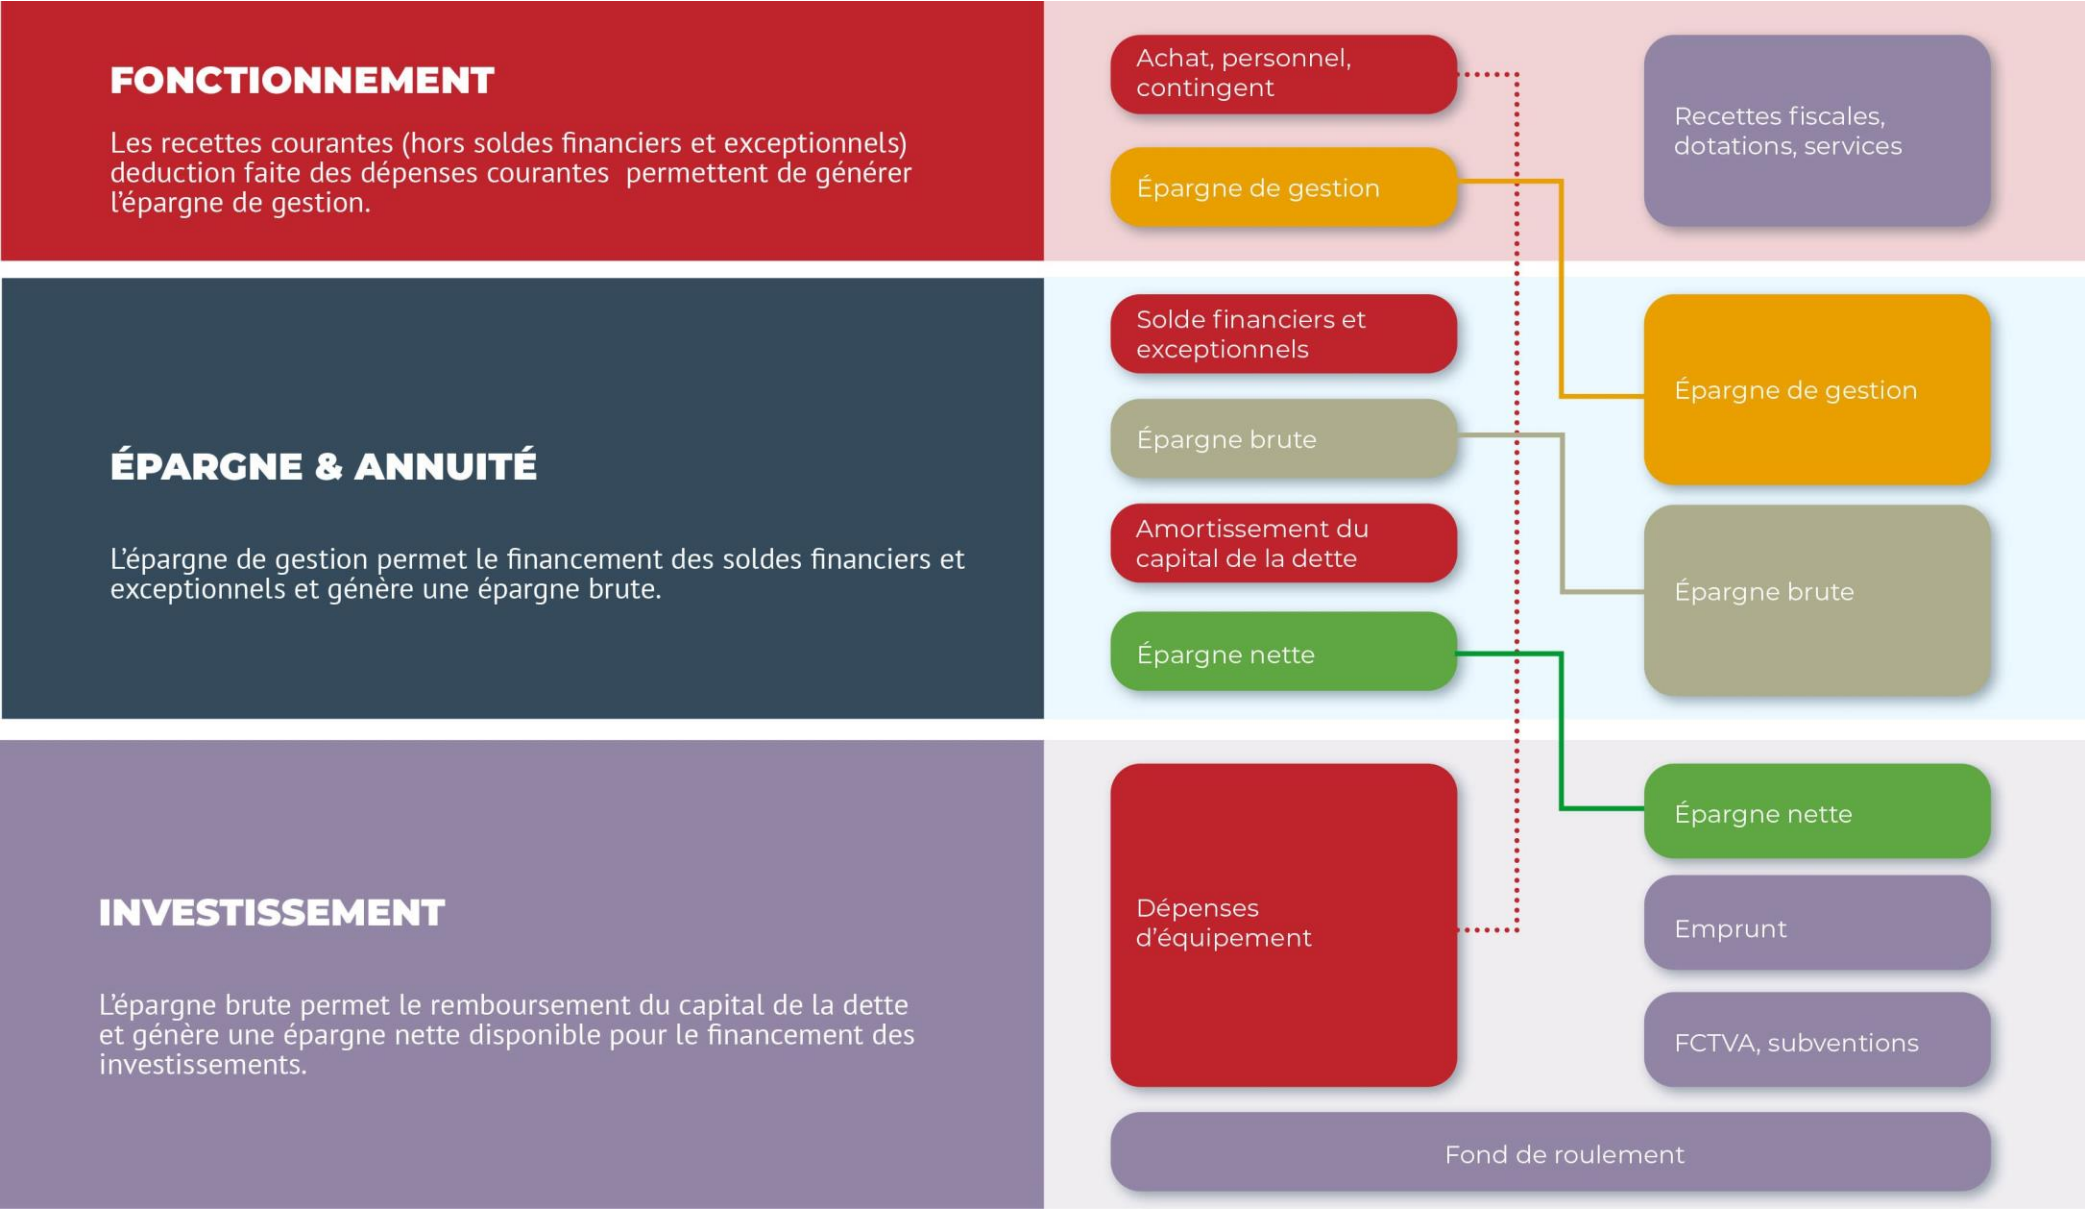 FONCTIONNEMENT
Les recettes courantes (hors soldes financiers et exceptionnels)
deduction faite des dépenses courantes permettent de générer
l'épargne de gestion.
Achat, personnel,
contingent
Épargne de gestion
Recettes fiscales,
dotations, services
ÉPARGNE & ANNUITÉ
L'épargne de gestion permet le financement des soldes financiers et
exceptionnels et génère une épargne brute.
Solde financiers et
exceptionnels
Épargne brute
Amortissement du
capital de la dette
Épargne nette
Épargne de gestion
Épargne brute
INVESTISSEMENT
L'épargne brute permet le remboursement du capital de la dette
et génère une épargne nette disponible pour le financement des
investissements.
Dépenses
d'équipement
Épargne nette
Emprunt
FCTVA, subventions
Fond de roulement